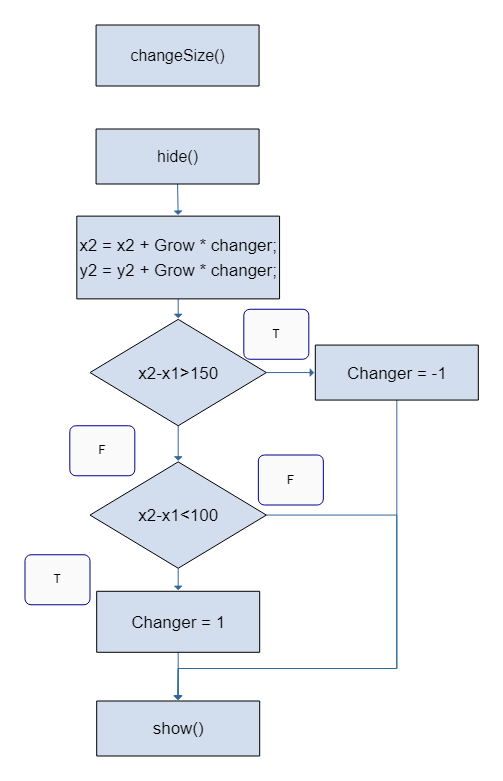 changeSize()
hide()
x2 = x2 + Grow * changer;
y2 = y2 + Grow * changer;
T
x2-x1>150
Changer = -1
F
F
x2-x1<100
T
Changer = 1
show()